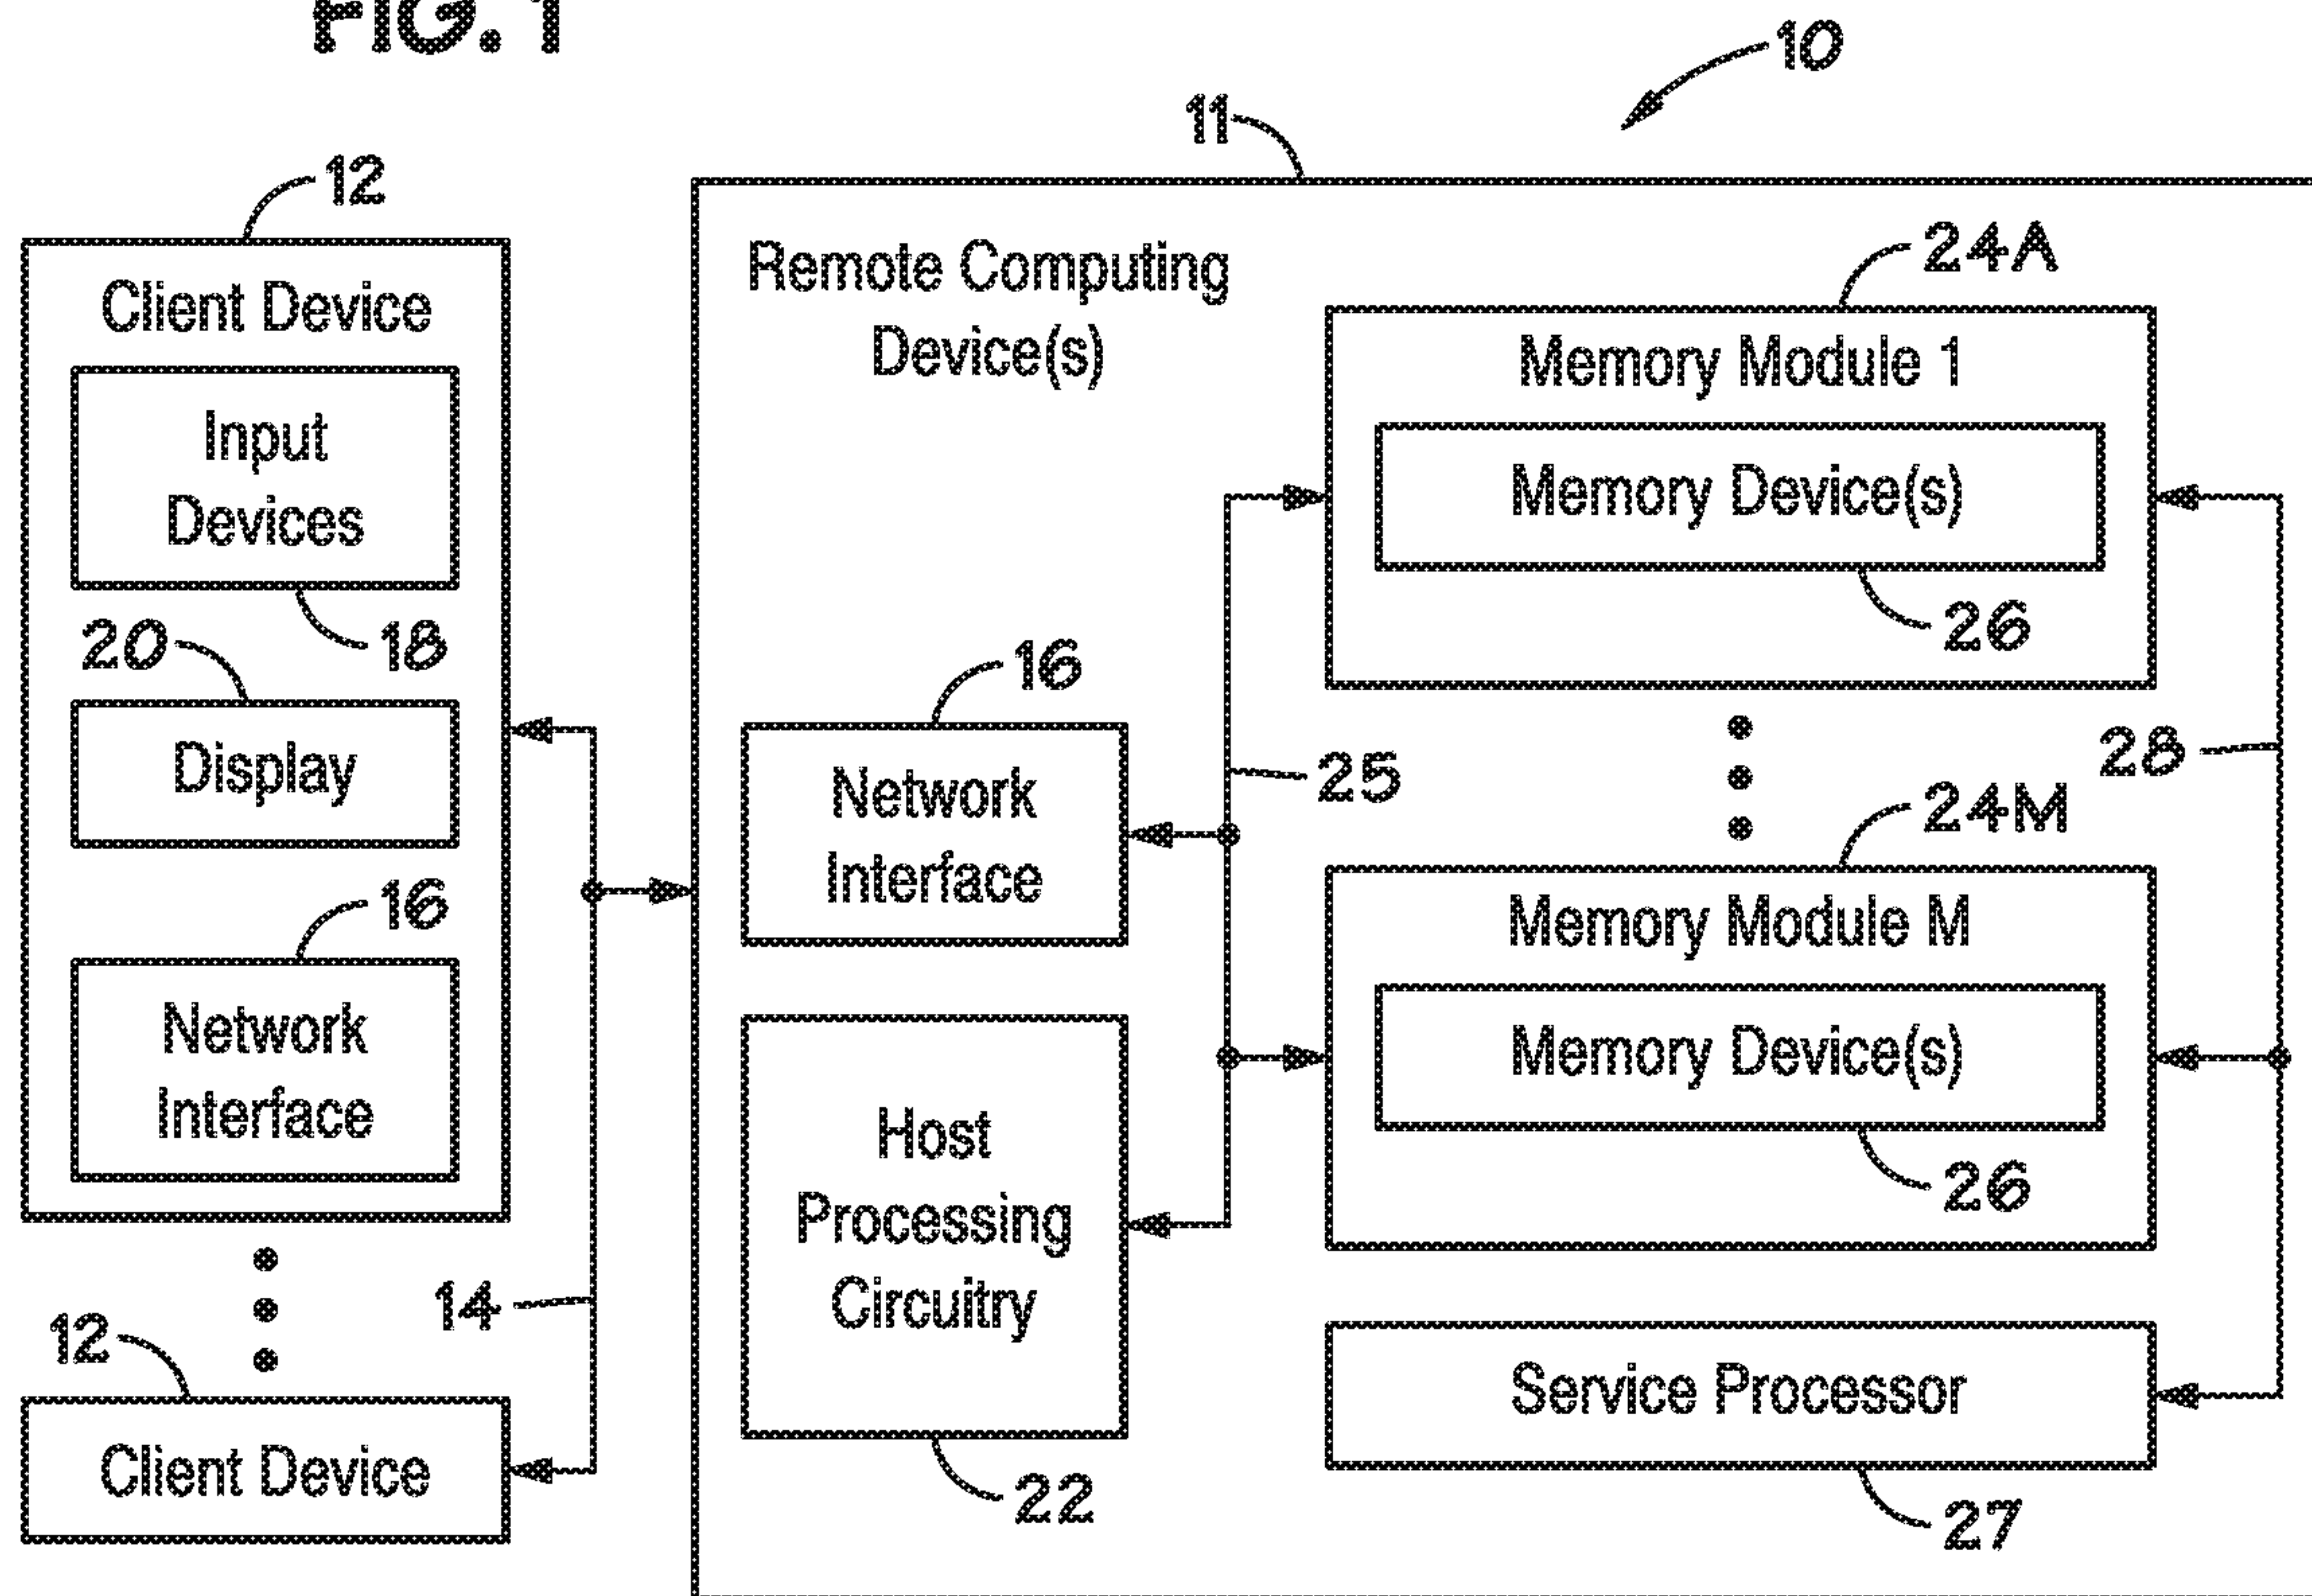 FIG. 1
10
11
12
Client Device
Input
Devices
18
20
Display
16
Network
Interface
12
Client Device
14
Remote Computing
Device(s)
16
Network
Interface
Host
Processing
Circuitry
22
25
24A
Memory Module 1
Memory Device(s)
26
28
24M
Memory Module M
Memory Device(s)
26
Service Processor
27